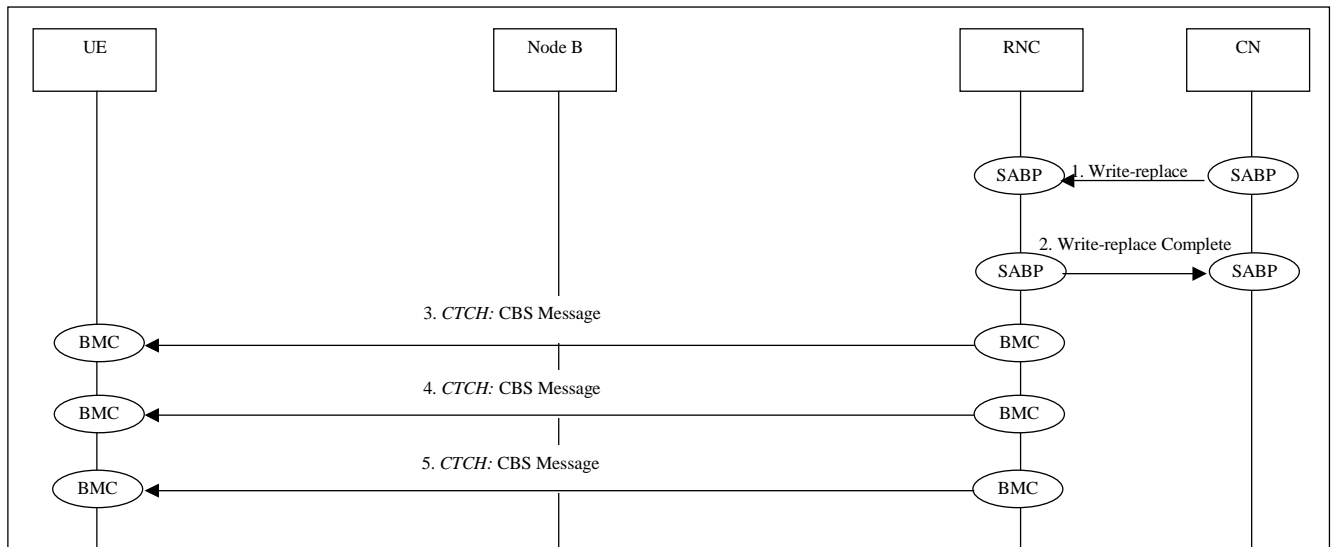 UE
Node B
RNC
CN
SABP
1. Write-replace
SABP
2. Write-replace Complete
SABP
SABP
3. CTCH: CBS Message
BMC
BMC
4. CTCH: CBS Message
BMC
BMC
5. CTCH: CBS Message
BMC
BMC